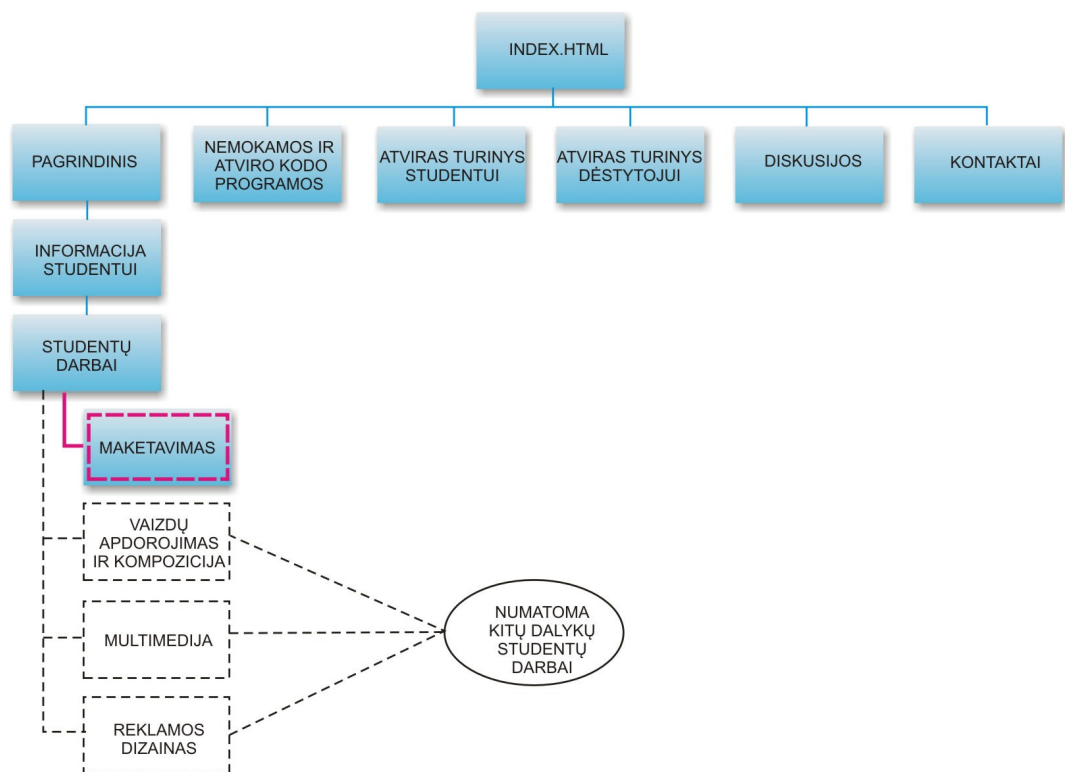 INDEX.HTML
PAGRINDINIS
NEMOKAMOS IR
ATVIRO KODO
PROGRAMOS
ATVIRAS TURINYS
STUDENTUI
ATVIRAS TURINYS
DĖSTYTOJUI
DISKUSIJOS
KONTAKTAI
INFORMACIJA
STUDENTUI
STUDENTŲ
DARBAI
MAKETAVIMAS
VAIZDŲ
APDOROJIMAS
IR KOMPOZICIJA
MULTIMEDIJA
REKLAMOS
DIZAINAS
NUMATOMA
KITŲ DALYKŲ
STUDENTŲ
DARBAI